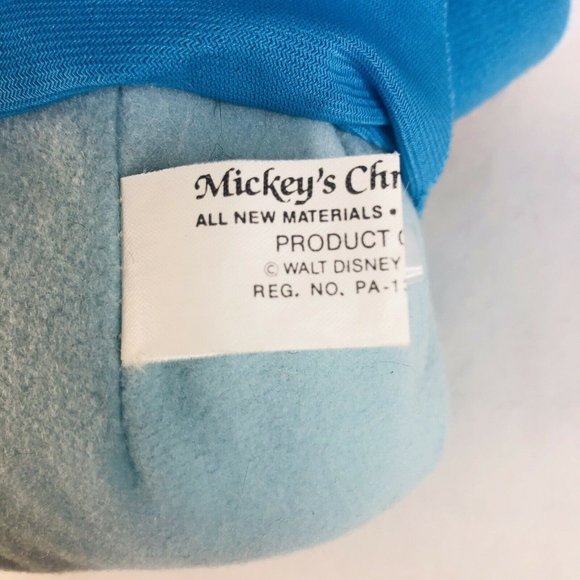 Mickey's Chr
ALL NEW MATERIALS •
PRODUCT
© WALT DISNEY
REG. NO. PA-1